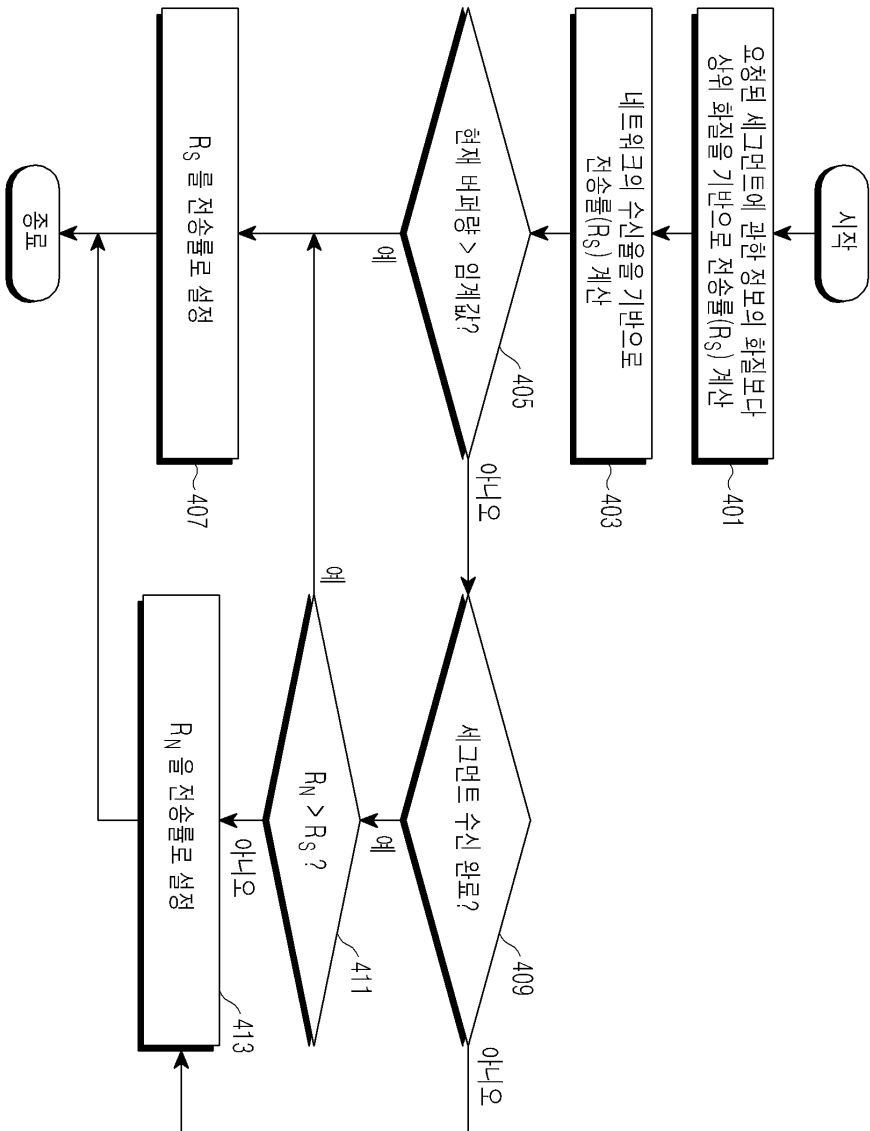 시작
요청된 세그먼트에 관한 정보의 화질보다
상위 화질을 기반으로 전송률(RS) 계산
401
네트워크의 수신율을 기반으로
전송률(RS) 계산
403
현재 버퍼량 > 임계값?
405
아니요
예
RS 를 전송률로 설정
407
세그먼트 수신 완료?
409
아니요
예
RN > RS ?
411
예
아니요
RN 을 전송률로 설정
413
종료